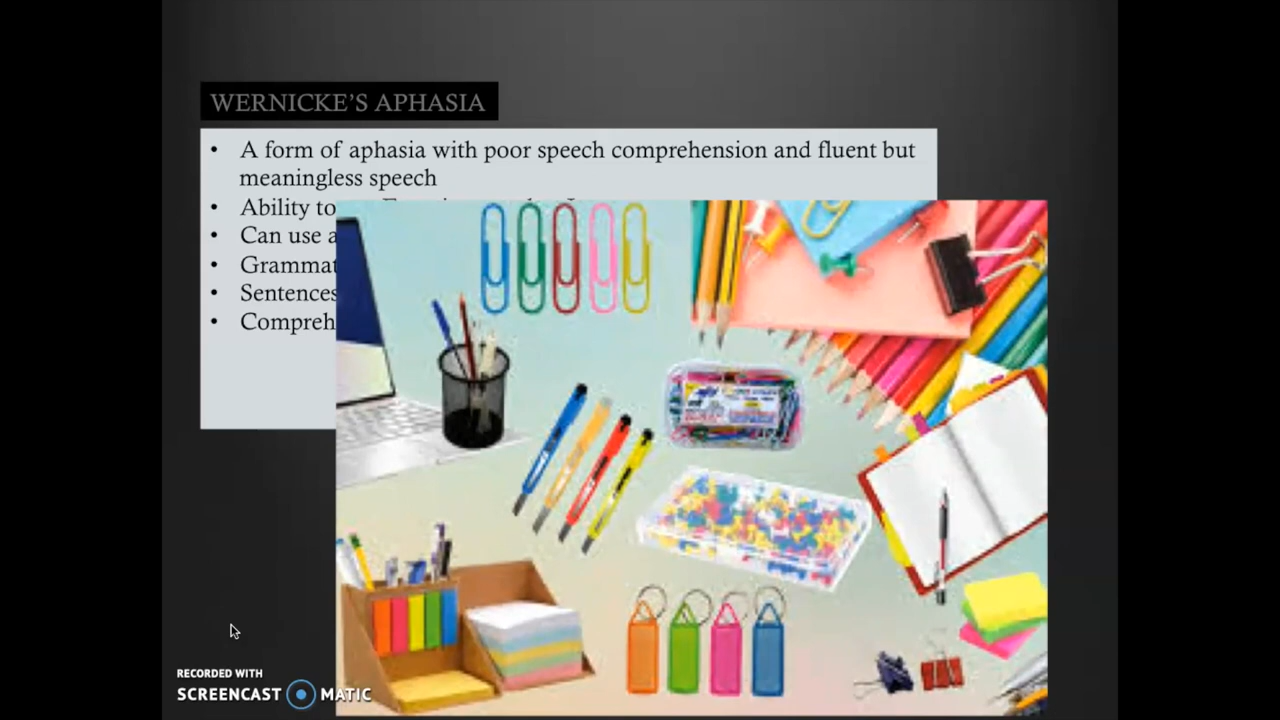 WERNICKE'S APHASIA
• A form of aphasia with poor speech comprehension and fluent but
meaningless speech
• Ability to
• Can use a
• Grammat
• Sentences
• Compreh
RECORDED WITH
SCREENCAST MATIC